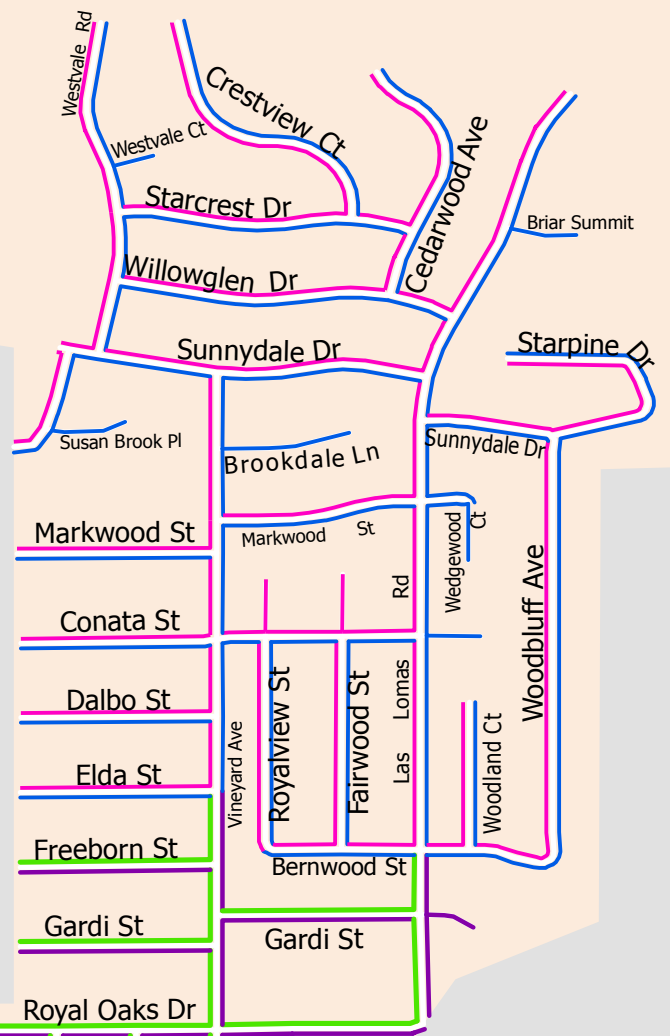 Westvale Rd
Crestview Ct
Westvale Ct
Cedarwood Ave
Starcrest Dr
Briar Summit
Willowglen Dr
Sunnydale Dr
Starpine Dr
Susan Brook Pl
Sunnydale Dr
Brookdale Ln
Markwood St
Markwood St
Wedgewood Ct
Woodbluff Ave
Conata St
Las Lomas Rd
Dalbo St
Royalview St
Fairwood St
Vineyard Ave
Woodland Ct
Elda St
Freeborn St
Bernwood St
Gardi St
Gardi St
Royal Oaks Dr